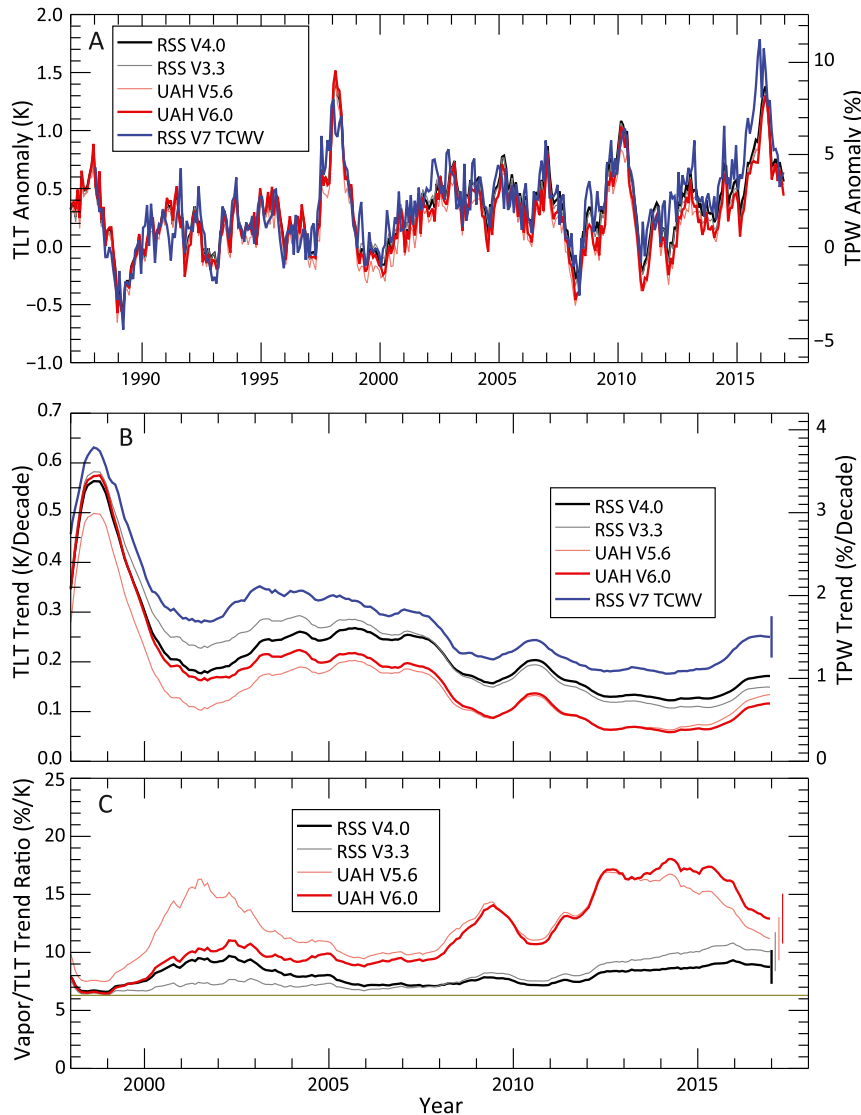 A
RSS V4.0
RSS V3.3
UAH V5.6
UAH V6.0
RSS V7 TCWV
TLT Anomaly (K)
2.0
1.5
1.0
0.5
0.0
−0.5
−1.0
TPW Anomaly (%)
10
5
0
−5
1990
1995
2000
2005
2010
2015
B
RSS V4.0
RSS V3.3
UAH V5.6
UAH V6.0
RSS V7 TCWV
TLT Trend (K/Decade)
0.7
0.6
0.5
0.4
0.3
0.2
0.1
0.0
TPW Trend (%/Decade)
4
3
2
1
0
C
RSS V4.0
RSS V3.3
UAH V5.6
UAH V6.0
Vapor/TLT Trend Ratio (%/K)
25
20
15
10
5
0
2000
2005
2010
2015
Year